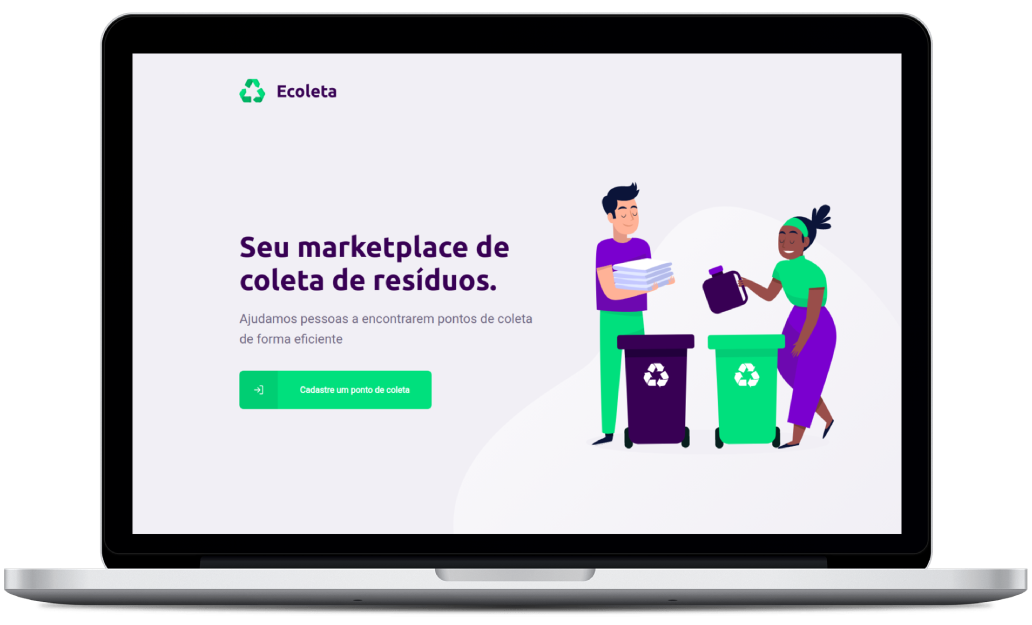 Ecoleta
Seu marketplace de
coleta de resíduos.
Ajudamos pessoas a encontrarem pontos de coleta
de forma eficiente
Cadastre um ponto de coleta